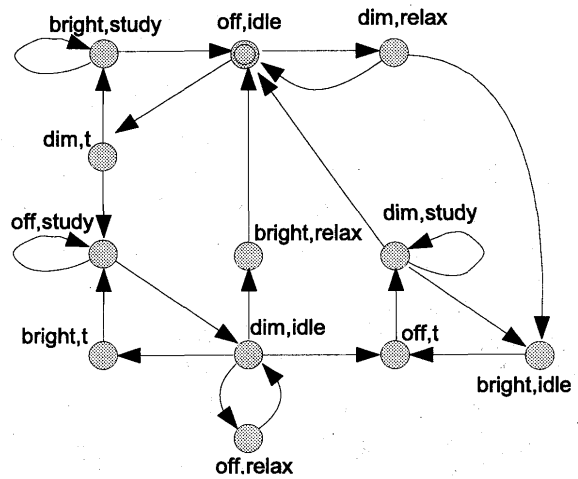 bright,study
off,idle
dim,relax
dim,t
off,study
dim,study
bright,relax
bright,t
dim,idle
off,t
bright,idle
off,relax